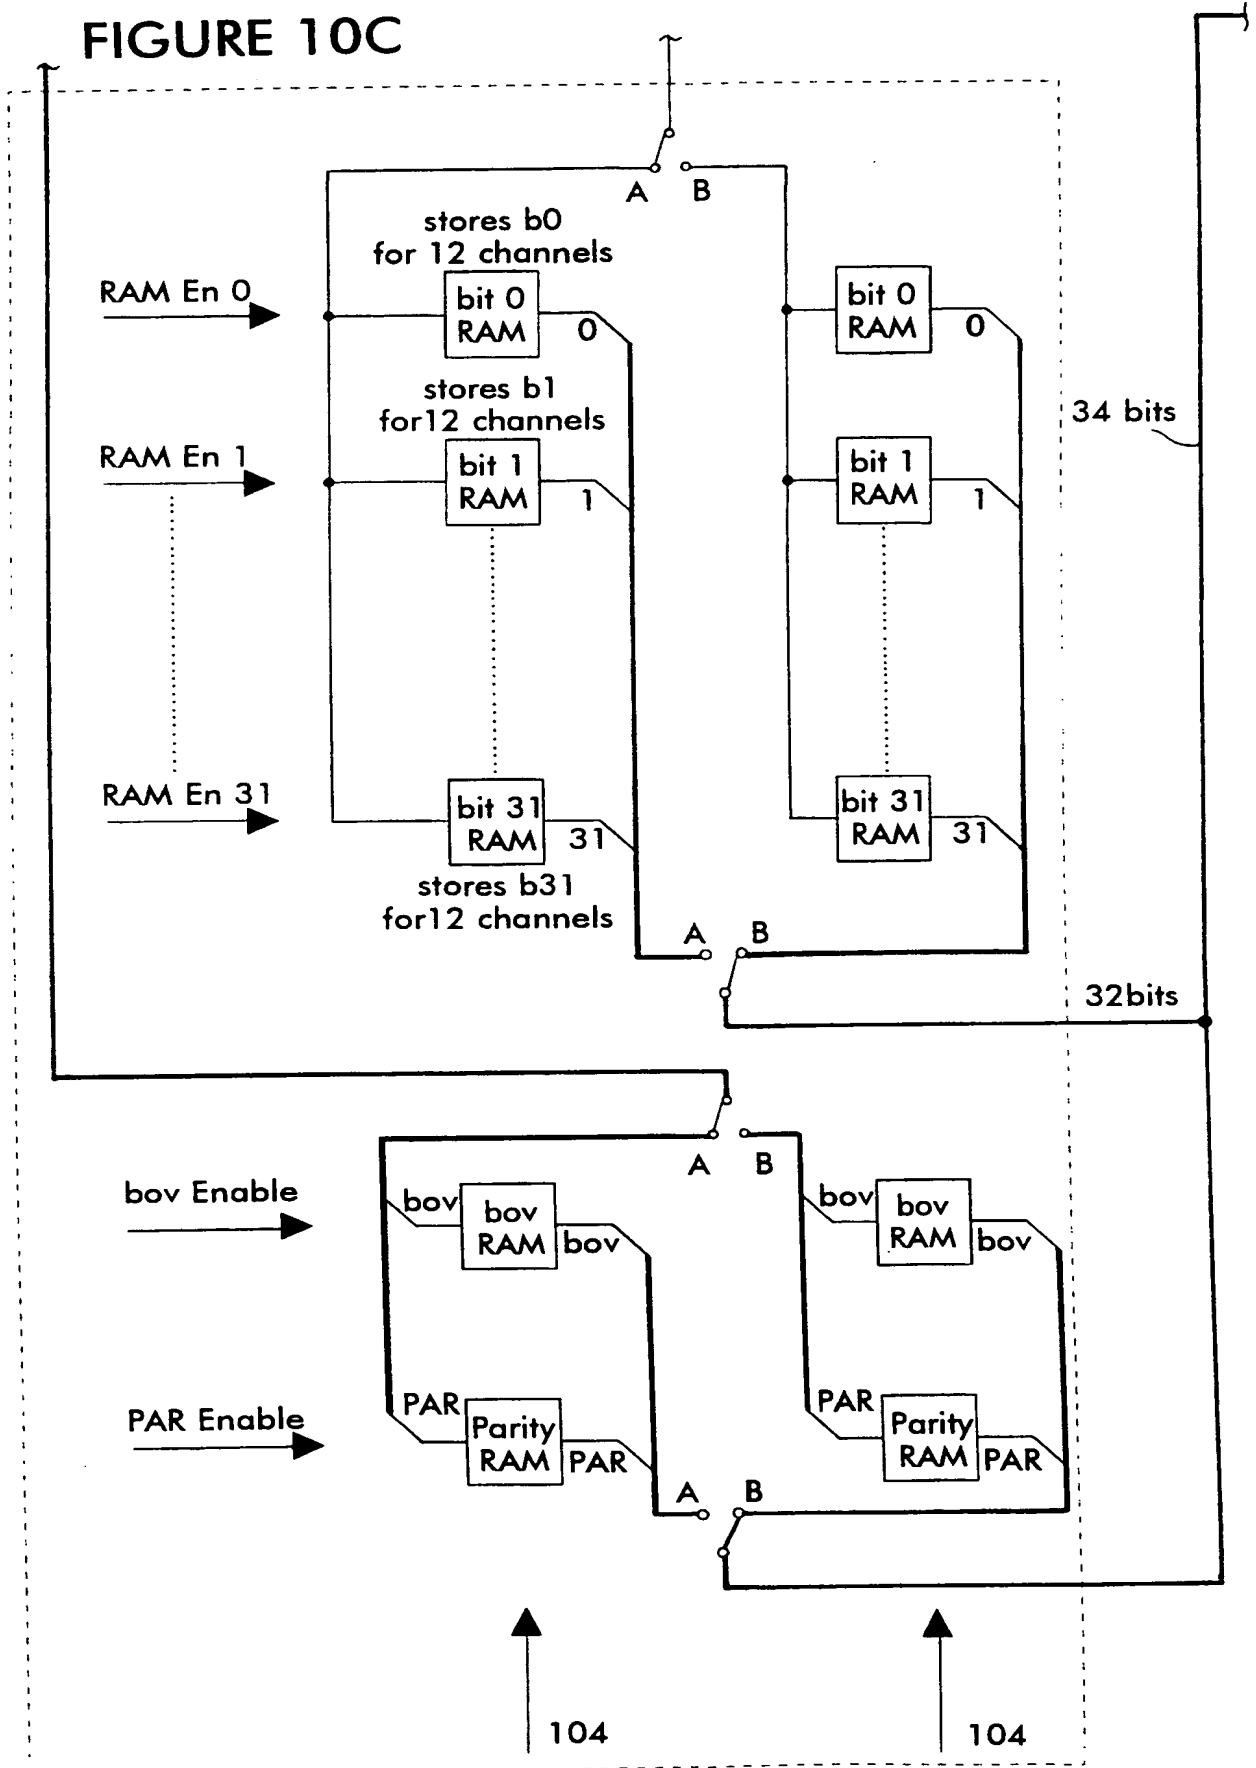 FIGURE 10C
A B
stores b0
for 12 channels
RAM En 0
bit 0
RAM
0
bit 0
RAM
0
stores b1
for12 channels
34 bits
RAM En 1
bit 1
RAM
1
bit 1
RAM
1
RAM En 31
bit 31
RAM
31
bit 31
RAM
31
stores b31
for12 channels
A B
32bits
A B
bov Enable
bov
bov
RAM
bov
bov
bov
RAM
bov
PAR Enable
PAR
Parity
RAM
PAR
PAR
Parity
RAM
PAR
A B
104
104